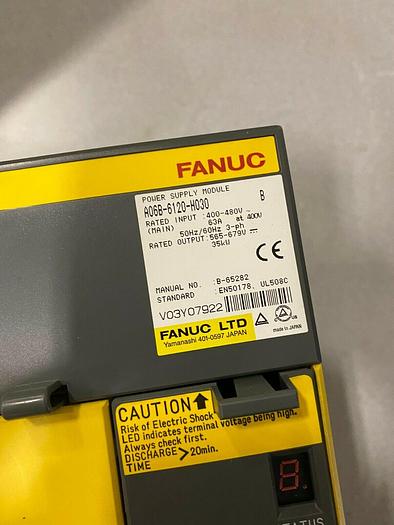 FANUC
POWER SUPPLY MODULE
A06B-6120-H030 B
RATED INPUT :400-480V~
(MAIN) 63A at 400V
50Hz/60Hz 3-ph
RATED OUTPUT:565-679V
35kW
CE
MANUAL NO. :B-65282
STANDARD :EN50178, UL508C
V03Y07922
FANUC LTD
Yamanashi 401-0597 JAPAN
made in JAPAN
CAUTION
Risk of Electric Shock
LED indicates terminal voltage being high.
Always check first.
DISCHARGE >20min.
TIME
8.
STATUS